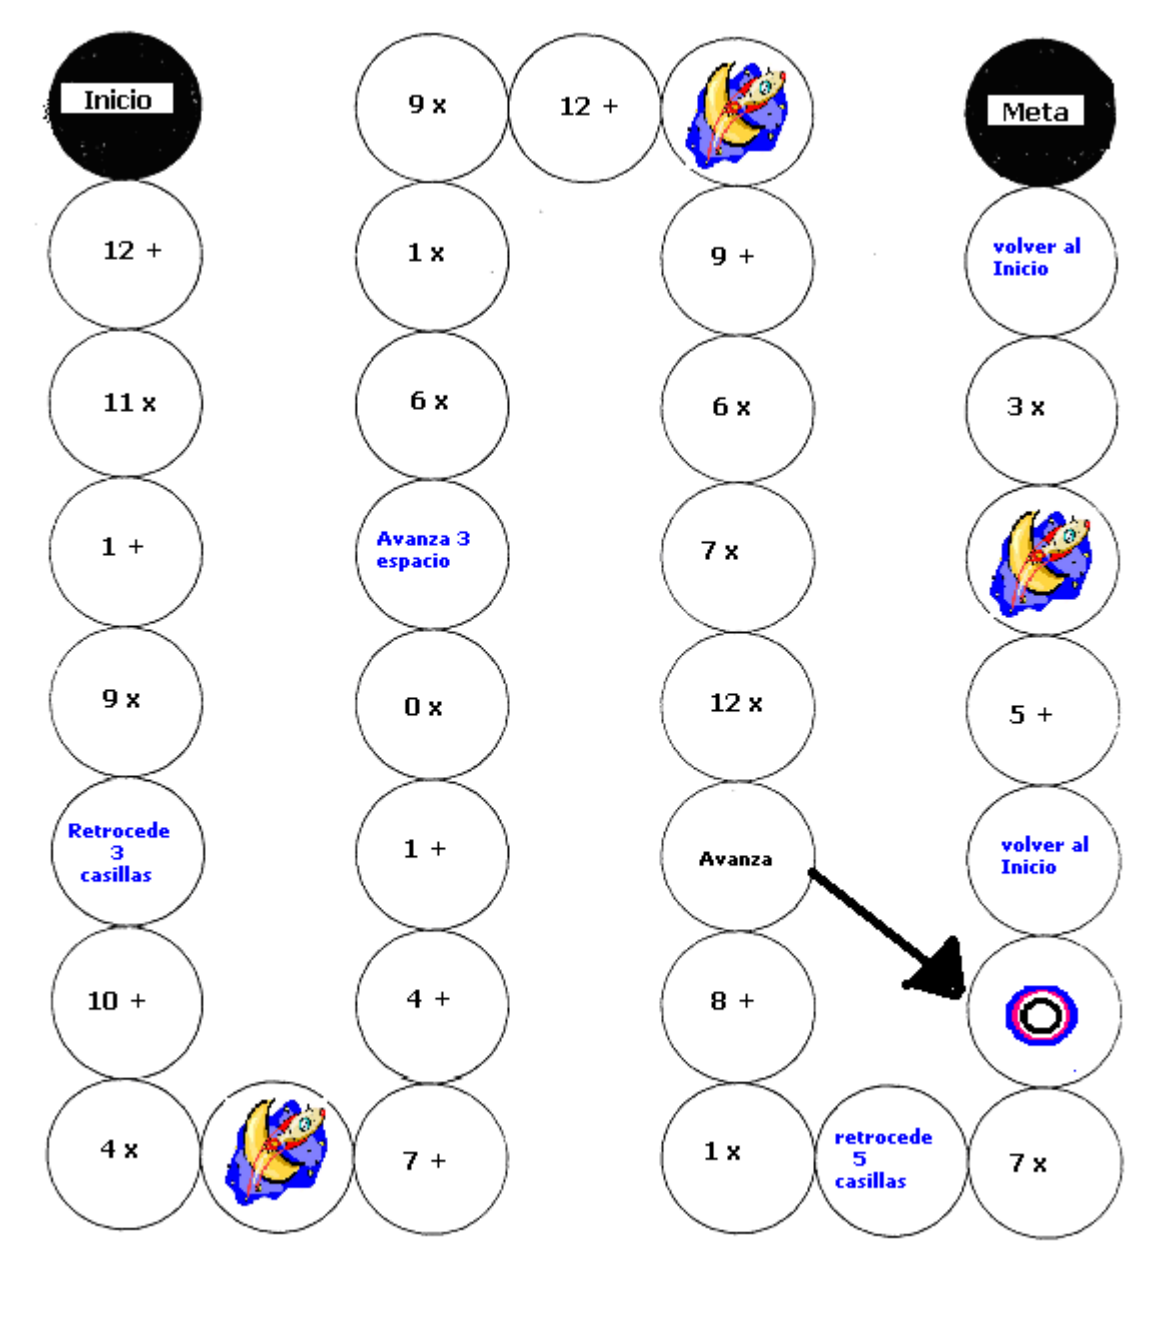 Inicio
12 +
11 x
1 +
9 x
Retrocede
3
casillas
10 +
4 x
7 +
4 +
1 +
0 x
Avanza 3
espacio
6 x
1 x
9 x
12 +
9 +
6 x
7 x
12 x
Avanza
8 +
1 x
retrocede
5
casillas
7 x
volver al
Inicio
5 +
3 x
volver al
Inicio
Meta